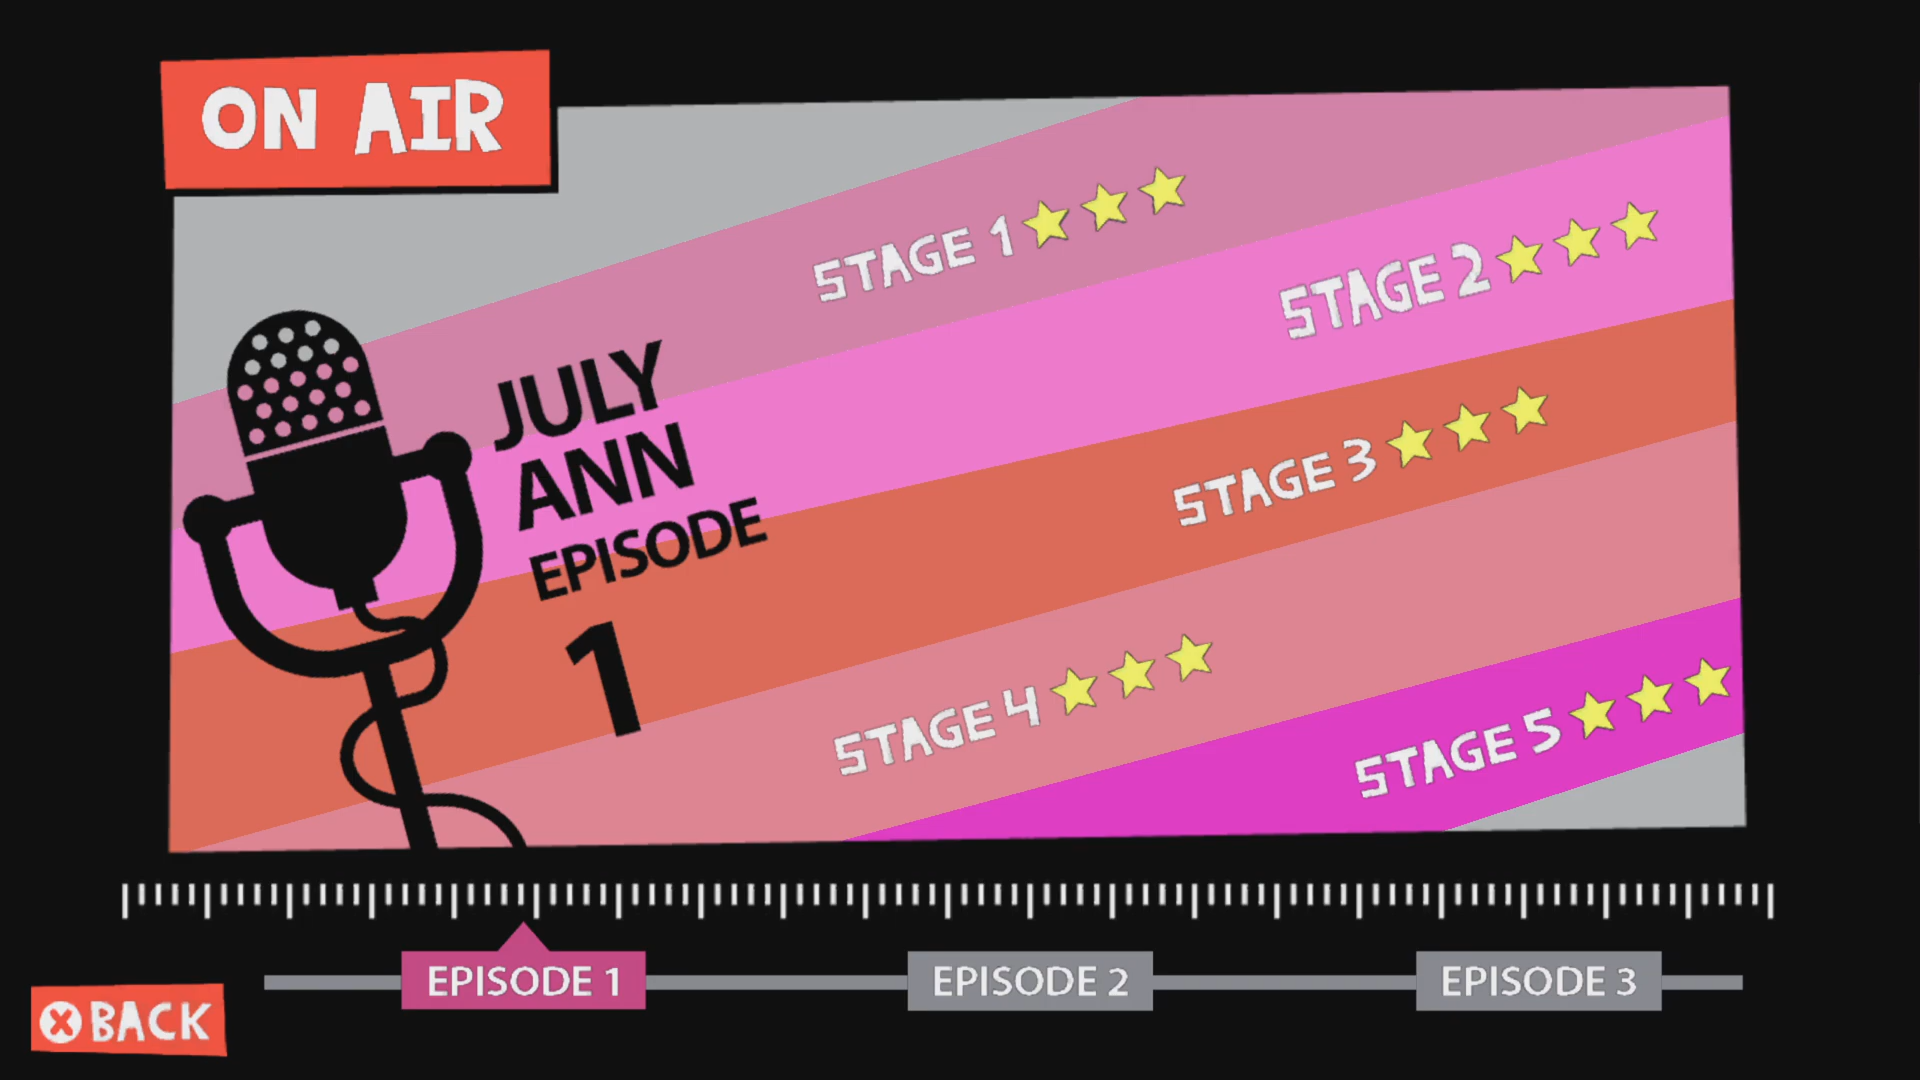 ON AIR
STAGE 1
STAGE 2
STAGE 3
STAGE 4
STAGE 5
JULY
ANN
EPISODE
1
EPISODE 1
EPISODE 2
EPISODE 3
BACK